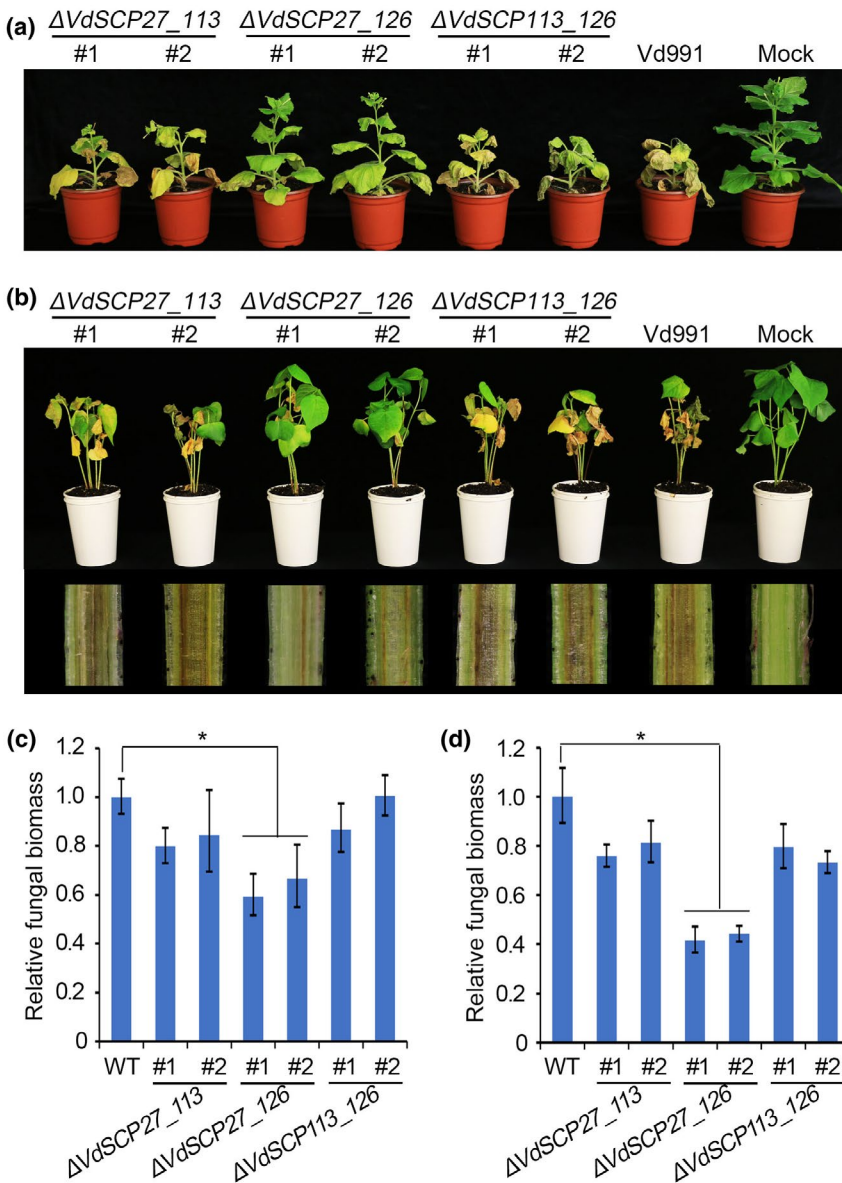 (a) ΔVdSCP27_113 ΔVdSCP27_126 ΔVdSCP113_126
#1 #2 #1 #2 #1 #2 Vd991 Mock
(b) ΔVdSCP27_113 ΔVdSCP27_126 ΔVdSCP113_126
#1 #2 #1 #2 #1 #2 Vd991 Mock
(c)
Relative fungal biomass
1.2
1.0
0.8
0.6
0.4
0.2
0
*
WT #1 #2 #1 #2 #1 #2
ΔVdSCP27_113
ΔVdSCP27_126
ΔVdSCP113_126
(d)
Relative fungal biomass
1.2
1.0
0.8
0.6
0.4
0.2
0
*
WT #1 #2 #1 #2 #1 #2
ΔVdSCP27_113
ΔVdSCP27_126
ΔVdSCP113_126